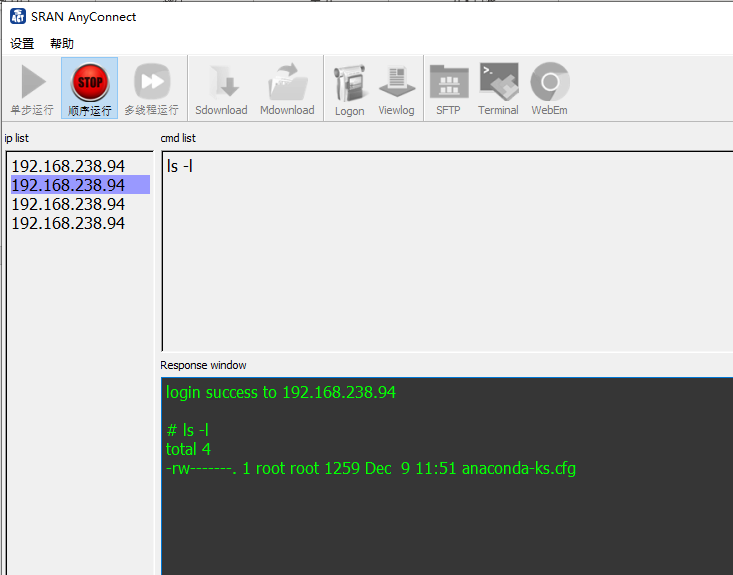 SRAN AnyConnect
设置 帮助
STOP
单步运行 顺序运行 多线程运行 Sdownload Mdownload Logon Viewlog SFTP Terminal WebEm
ip list
192.168.238.94
192.168.238.94
192.168.238.94
192.168.238.94
cmd list
ls -l
Response window
login success to 192.168.238.94
# ls -l
total 4
-rw-------. 1 root root 1259 Dec  9 11:51 anaconda-ks.cfg